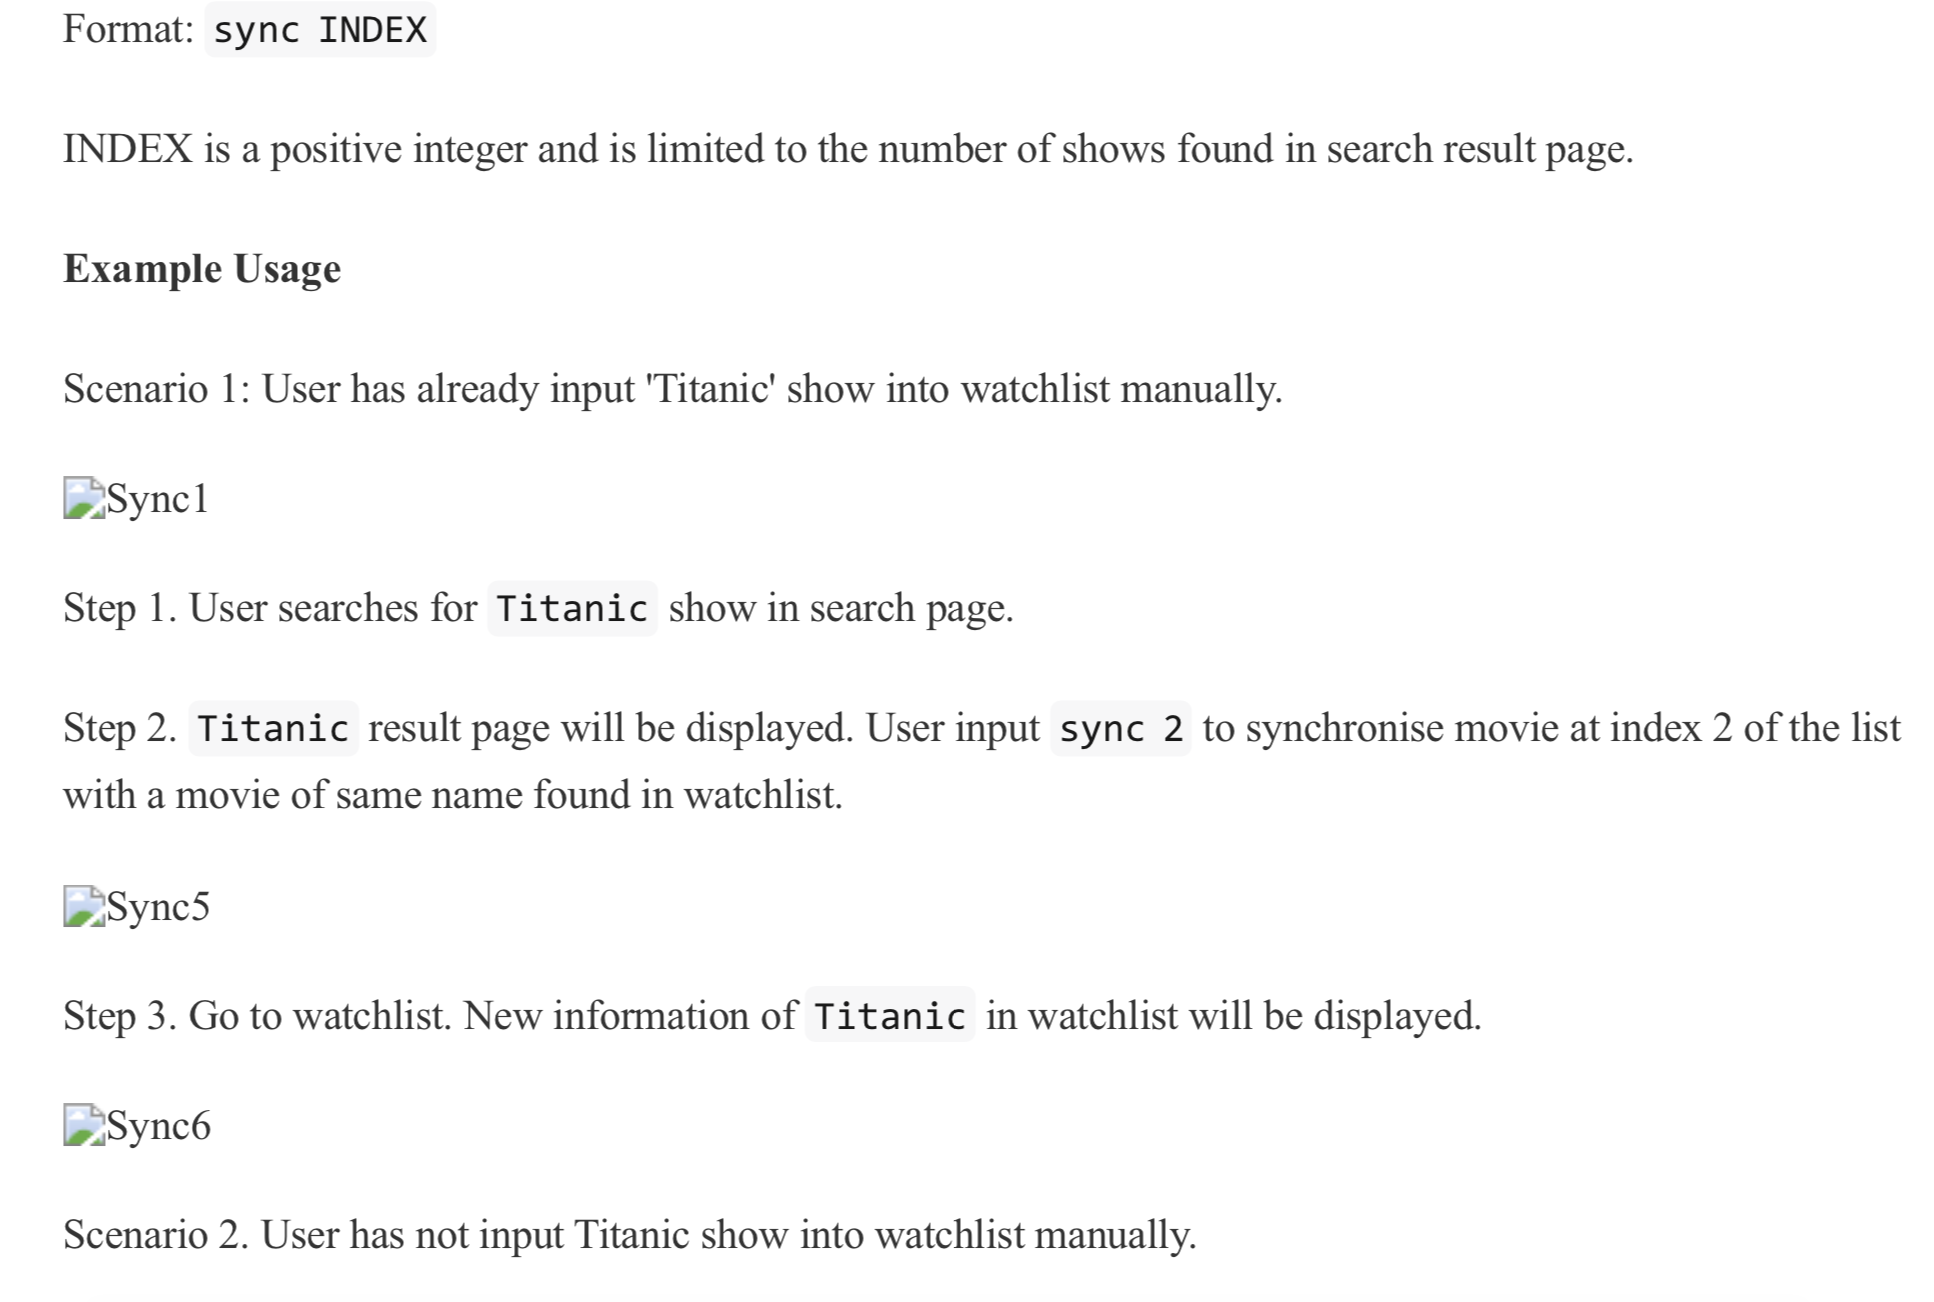 Format: sync INDEX
INDEX is a positive integer and is limited to the number of shows found in search result page.
Example Usage
Scenario 1: User has already input 'Titanic' show into watchlist manually.
Sync1
Step 1. User searches for Titanic show in search page.
Step 2. Titanic result page will be displayed. User input sync 2 to synchronise movie at index 2 of the list
with a movie of same name found in watchlist.
Sync5
Step 3. Go to watchlist. New information of Titanic in watchlist will be displayed.
Sync6
Scenario 2. User has not input Titanic show into watchlist manually.